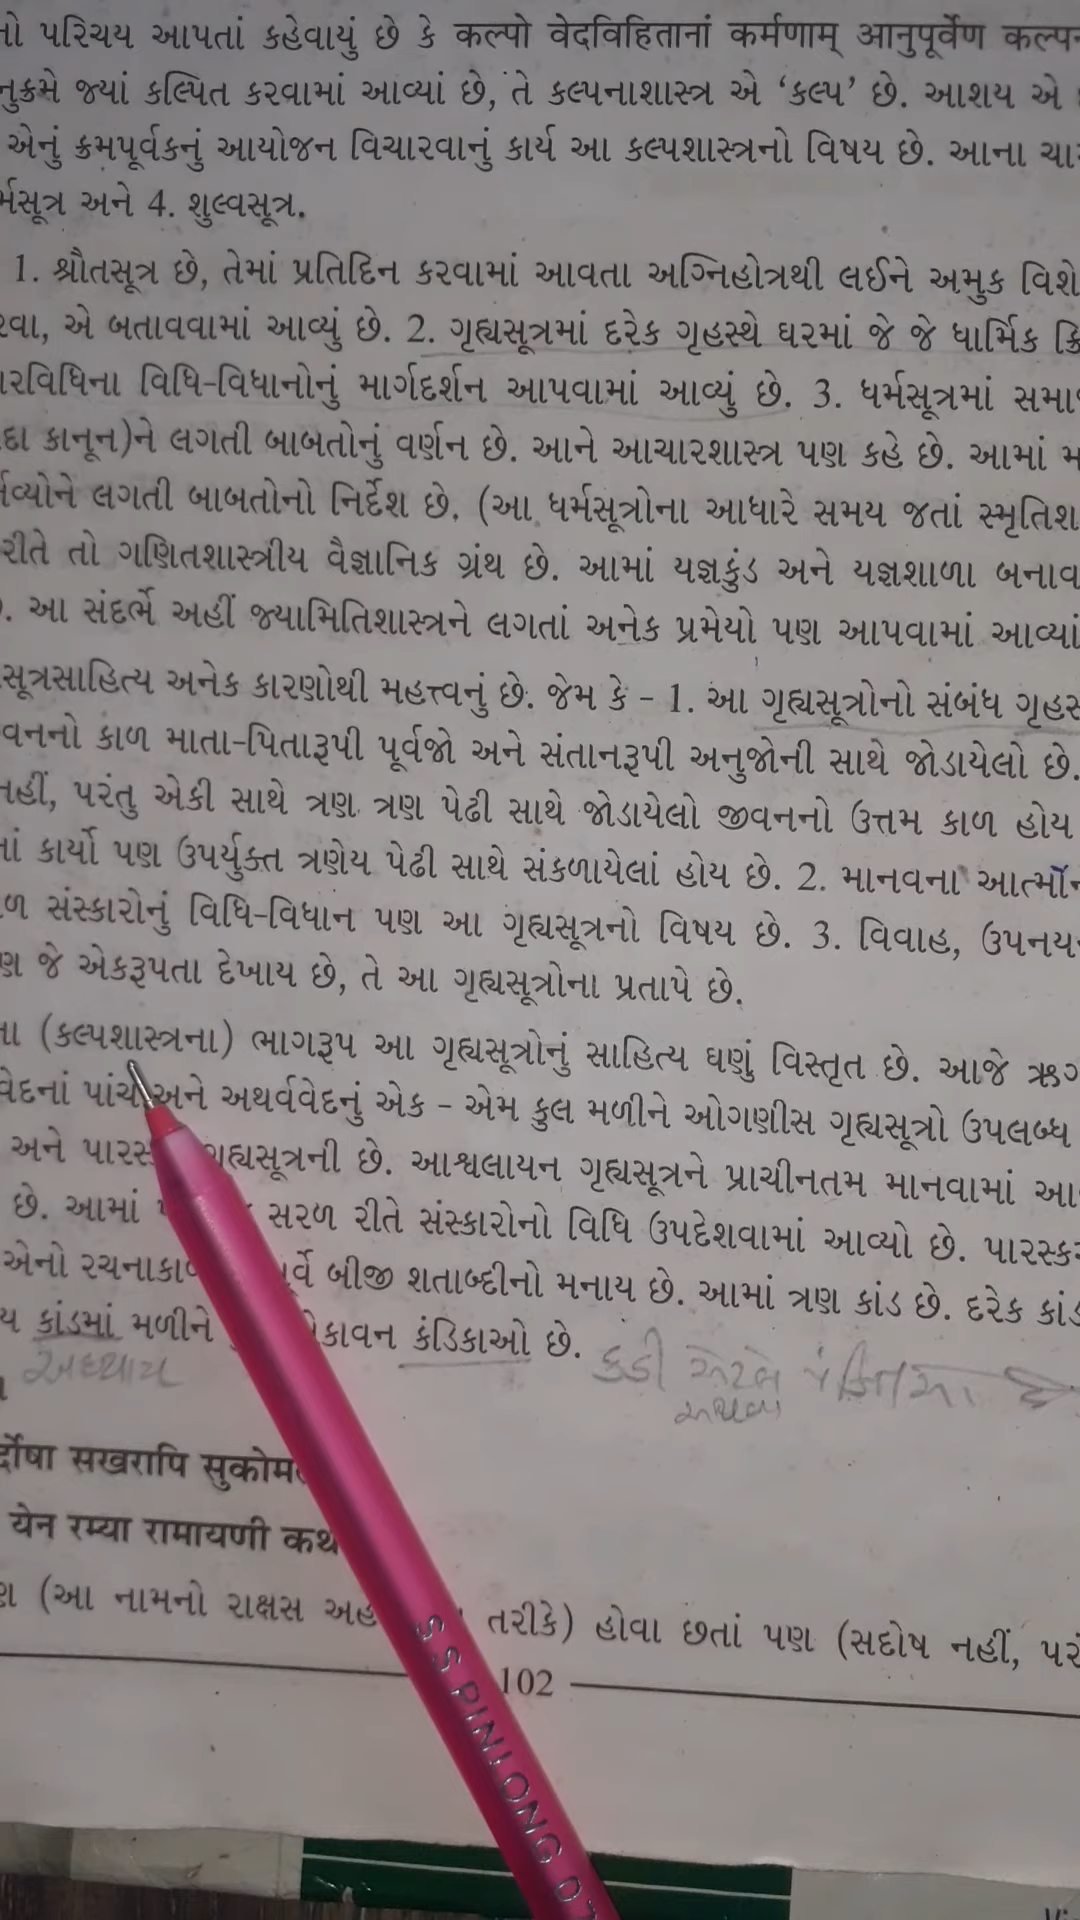 નો પરિચય આપતાં કહેવાયું છે કે कल्पो वेदविहितानां कर्मणाम् आनुपूर्वेण कल्पन
નુક્રમે જ્યાં કલ્પિત કરવામાં આવ્યાં છે, તે કલ્પનાશાસ્ત્ર એ ‘કલ્પ’ છે. આશય એ
એનું ક્રમપૂર્વકનું આયોજન વિચારવાનું કાર્ય આ કલ્પશાસ્ત્રનો વિષય છે. આના ચાર
ર્મસૂત્ર અને 4. શુલ્વસૂત્ર.
1. શ્રૌતસૂત્ર છે, તેમાં પ્રતિદિન કરવામાં આવતા અગ્નિહોત્રથી લઈને અમુક વિશે
રવા, એ બતાવવામાં આવ્યું છે. 2. ગૃહ્યસૂત્રમાં દરેક ગૃહસ્થે ઘરમાં જે જે ધાર્મિક ક્રિ
ારવિધિના વિધિ-વિધાનોનું માર્ગદર્શન આપવામાં આવ્યું છે. 3. ધર્મસૂત્રમાં સમા
દા કાનૂન)ને લગતી બાબતોનું વર્ણન છે. આને આચારશાસ્ત્ર પણ કહે છે. આમાં મ
ર્તવ્યોને લગતી બાબતોનો નિર્દેશ છે. (આ ધર્મસૂત્રોના આધારે સમય જતાં સ્મૃતિશ
રીતે તો ગણિતશાસ્ત્રીય વૈજ્ઞાનિક ગ્રંથ છે. આમાં યજ્ઞકુંડ અને યજ્ઞશાળા બનાવ
. આ સંદર્ભે અહીં જ્યામિતિશાસ્ત્રને લગતાં અનેક પ્રમેયો પણ આપવામાં આવ્યાં
સૂત્રસાહિત્ય અનેક કારણોથી મહત્ત્વનું છે. જેમ કે - 1. આ ગૃહ્યસૂત્રોનો સંબંધ ગૃહસ
વનનો કાળ માતા-પિતારૂપી પૂર્વજો અને સંતાનરૂપી અનુજોની સાથે જોડાયેલો છે.
નહીં, પરંતુ એકી સાથે ત્રણ ત્રણ પેઢી સાથે જોડાયેલો જીવનનો ઉત્તમ કાળ હોય
નાં કાર્યો પણ ઉપર્યુક્ત ત્રણેય પેઢી સાથે સંકળાયેલાં હોય છે. 2. માનવના આત્મોન
ળ સંસ્કારોનું વિધિ-વિધાન પણ આ ગૃહ્યસૂત્રનો વિષય છે. 3. વિવાહ, ઉપનય
ણ જે એકરૂપતા દેખાય છે, તે આ ગૃહ્યસૂત્રોના પ્રતાપે છે.
ના (કલ્પશાસ્ત્રના) ભાગરૂપ આ ગૃહ્યસૂત્રોનું સાહિત્ય ઘણું વિસ્તૃત છે. આજે ઋગ
વેદનાં પાંચ અને અથર્વવેદનું એક - એમ કુલ મળીને ઓગણીસ ગૃહ્યસૂત્રો ઉપલબ્ધ
અને પારસ ગૃહ્યસૂત્રની છે. આશ્વલાયન ગૃહ્યસૂત્રને પ્રાચીનતમ માનવામાં આ
છે. આમાં સરળ રીતે સંસ્કારોનો વિધિ ઉપદેશવામાં આવ્યો છે. પારસ્ક
એનો રચનાકાળ ર્વે બીજી શતાબ્દીનો મનાય છે. આમાં ત્રણ કાંડ છે. દરેક કાંડ
ય કાંડમાં મળીને કાવન કંડિકાઓ છે.
અધ્યાય કડી એટલે
અથવા
र्दोषा सखरापि सुकोम
येन रम्या रामायणी कथ
ણ (આ નામનો રાક્ષસ અહ તરીકે) હોવા છતાં પણ (સદોષ નહીં, પરં
102
S S PINLONG 0.7